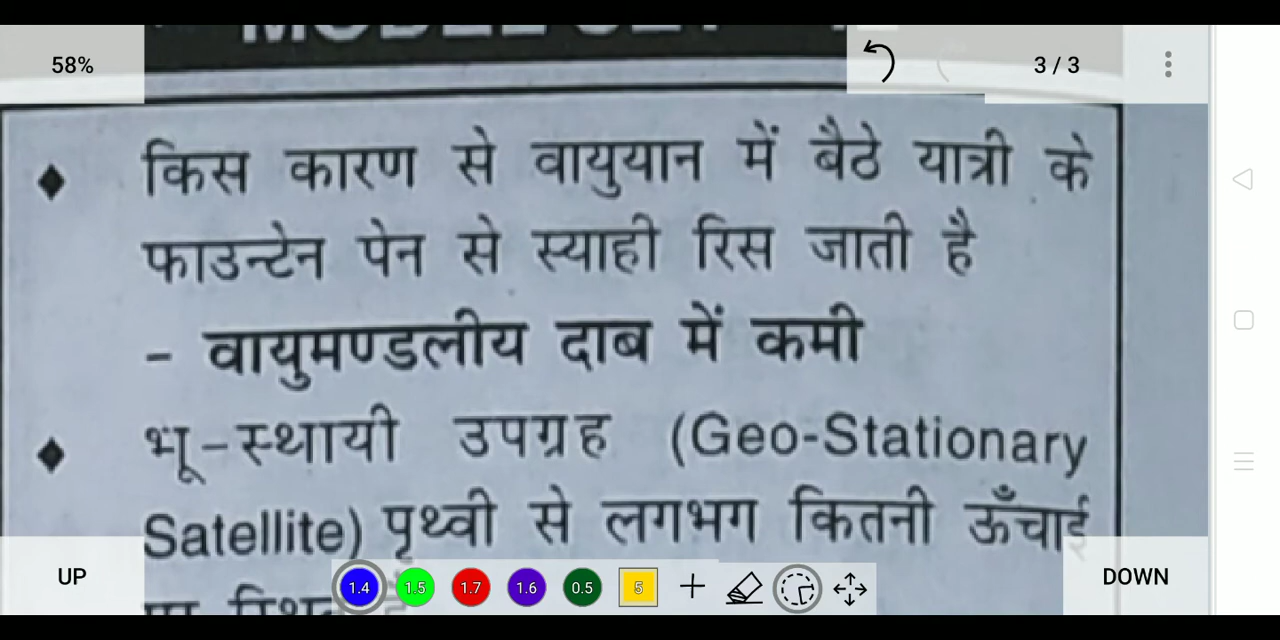 58%
3 / 3
किस कारण से वायुयान में बैठे यात्री के
फाउन्टेन पेन से स्याही रिस जाती है
- वायुमण्डलीय दाब में कमी
भू-स्थायी उपग्रह (Geo-Stationary
Satellite) पृथ्वी से लगभग कितनी ऊँचाई
UP
1.4 1.5 1.7 1.6 0.5 5
DOWN